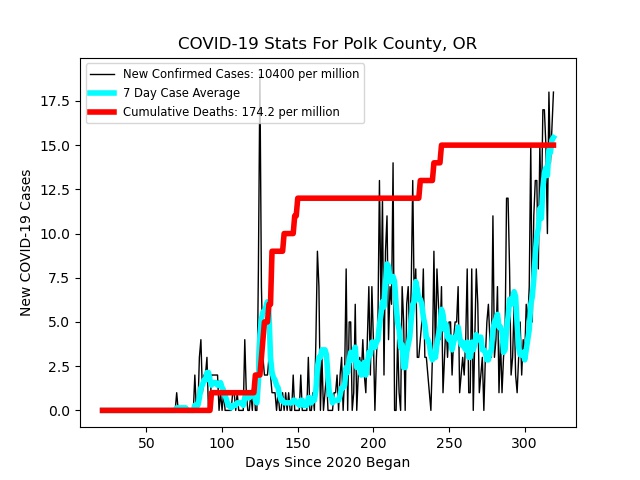 COVID-19 Stats For Polk County, OR
New Confirmed Cases: 10400 per million
7 Day Case Average
Cumulative Deaths: 174.2 per million
New COVID-19 Cases
17.5
15.0
12.5
10.0
7.5
5.0
2.5
0.0
50 100 150 200 250 300
Days Since 2020 Began